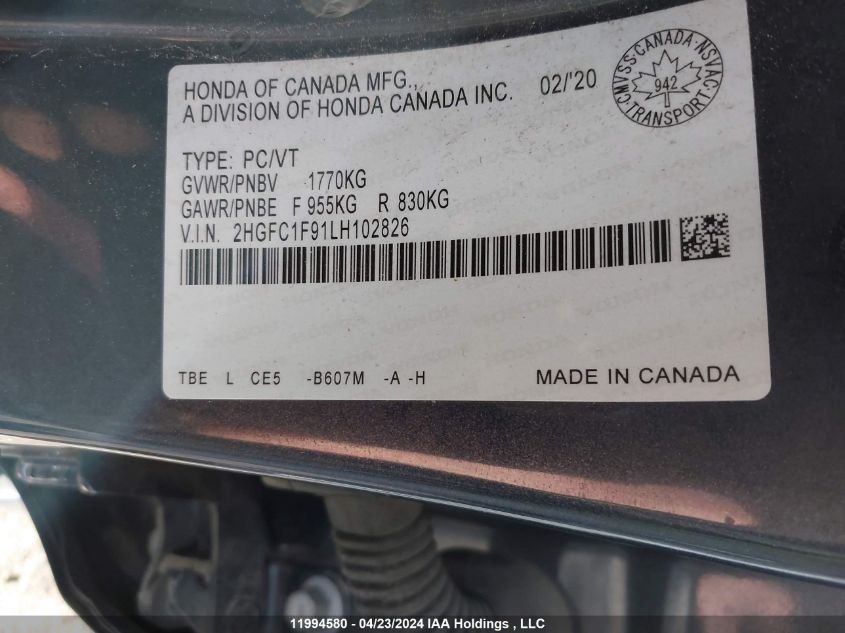 HONDA OF CANADA MFG.,
A DIVISION OF HONDA CANADA INC. 02/'20
CMVSS·CANADA·NSVAC
942
TRANSPORT
TYPE: PC/VT
GVWR/PNBV 1770KG
GAWR/PNBE F 955KG R 830KG
V.I.N. 2HGFC1F91LH102826
TBE L CE5 -B607M -A -H MADE IN CANADA
11994580 - 04/23/2024 IAA Holdings , LLC